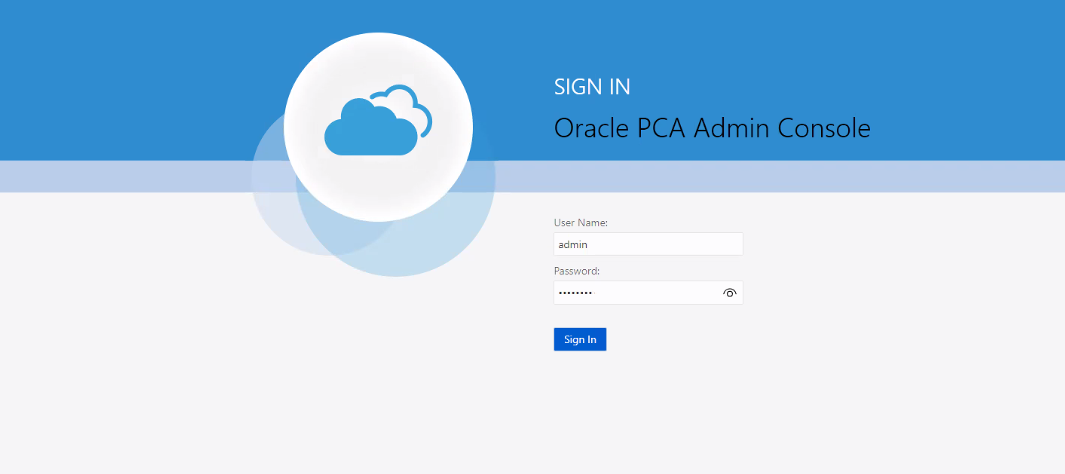 SIGN IN
Oracle PCA Admin Console
User Name:
admin
Password:
••••••••
Sign In